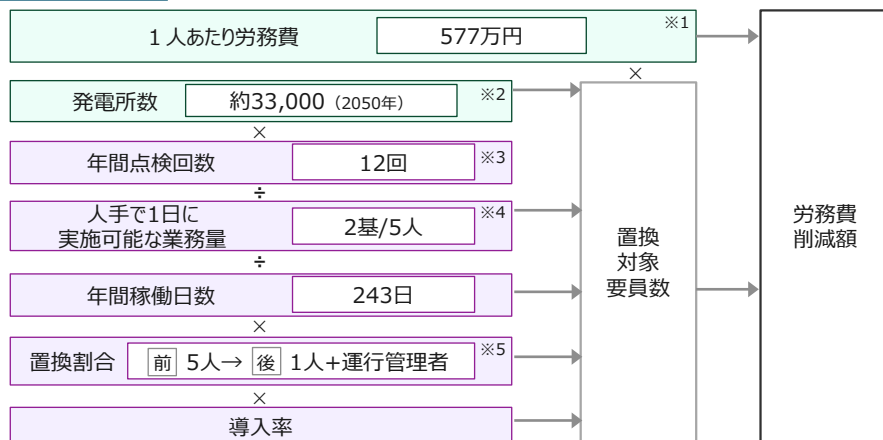 1人あたり労務費 577万円 ※1
×
発電所数 約33,000（2050年） ※2
×
年間点検回数 12回 ※3
÷
人手で1日に
実施可能な業務量 2基/5人 ※4
÷
年間稼働日数 243日
×
置換割合 前 5人→ 後 1人+運行管理者 ※5
×
導入率
置換
対象
要員数
労務費
削減額